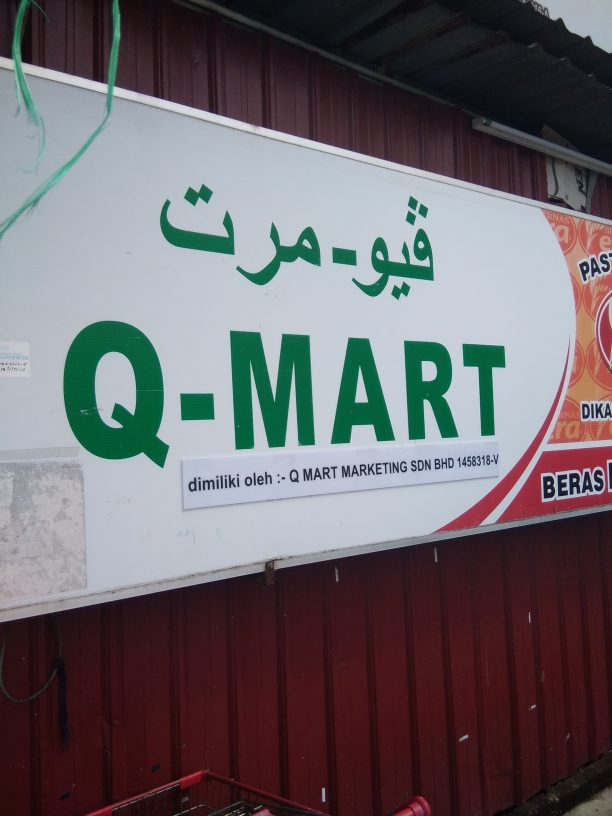 ڤيو-مرت
Q-MART
dimiliki oleh :- Q MART MARKETING SDN BHD 1458318-V
PAST
DIKA
BERAS